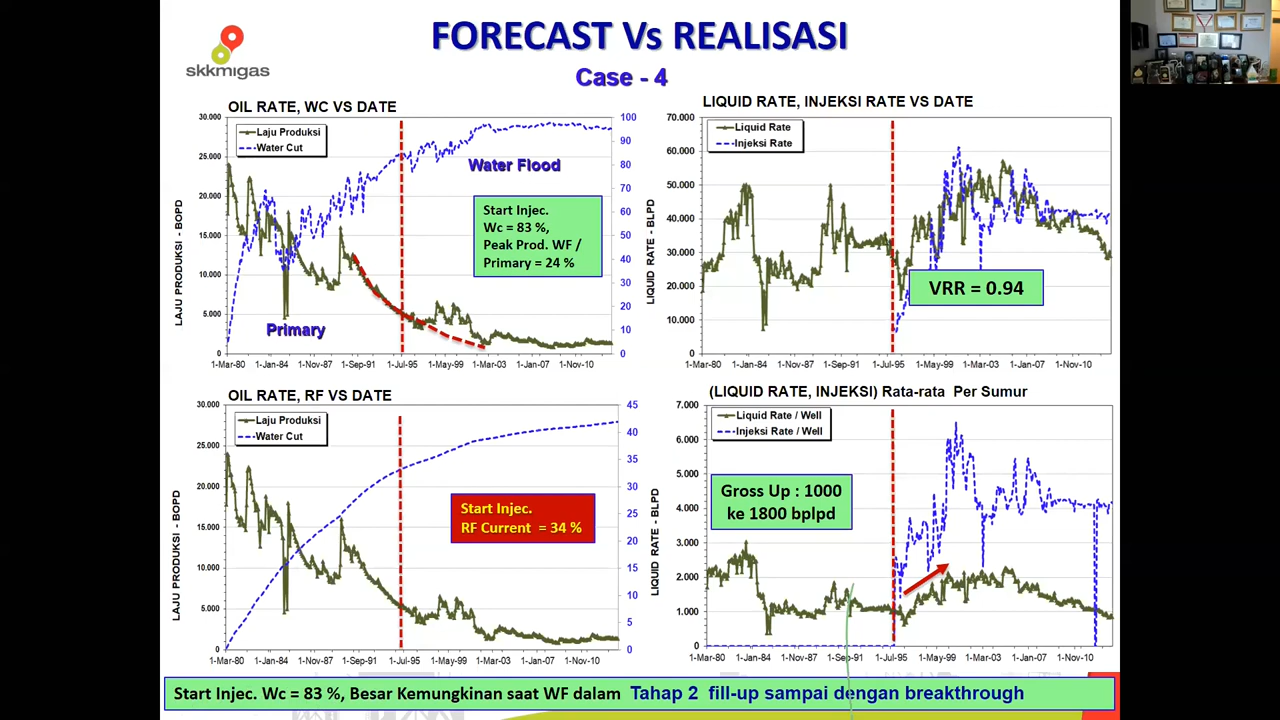 FORECAST Vs REALISASI
skkmigas
Case - 4
OIL RATE, WC VS DATE
30.000
25.000
20.000
15.000
10.000
5.000
0
LAJU PRODUKSI - BOPD
Laju Produksi
Water Cut
100
90
80
70
60
50
40
30
20
10
0
Water Flood
Start Injec.
Wc = 83 %,
Peak Prod. WF /
Primary = 24 %
Primary
1-Mar-80 1-Jan-84 1-Nov-87 1-Sep-91 1-Jul-95 1-May-99 1-Mar-03 1-Jan-07 1-Nov-10
LIQUID RATE, INJEKSI RATE VS DATE
70.000
60.000
50.000
40.000
30.000
20.000
10.000
0
LIQUID RATE - BLPD
Liquid Rate
Injeksi Rate
VRR = 0.94
1-Mar-80 1-Jan-84 1-Nov-87 1-Sep-91 1-Jul-95 1-May-99 1-Mar-03 1-Jan-07 1-Nov-10
OIL RATE, RF VS DATE
30.000
25.000
20.000
15.000
10.000
5.000
0
LAJU PRODUKSI - BOPD
Laju Produksi
Water Cut
45
40
35
30
25
20
15
10
5
0
Start Injec.
RF Current = 34 %
1-Mar-80 1-Jan-84 1-Nov-87 1-Sep-91 1-Jul-95 1-May-99 1-Mar-03 1-Jan-07 1-Nov-10
(LIQUID RATE, INJEKSI) Rata-rata Per Sumur
7.000
6.000
5.000
4.000
3.000
2.000
1.000
0
LIQUID RATE - BLPD
Liquid Rate / Well
Injeksi Rate / Well
Gross Up : 1000
ke 1800 bplpd
1-Mar-80 1-Jan-84 1-Nov-87 1-Sep-91 1-Jul-95 1-May-99 1-Mar-03 1-Jan-07 1-Nov-10
Start Injec. Wc = 83 %, Besar Kemungkinan saat WF dalam Tahap 2 fill-up sampai dengan breakthrough